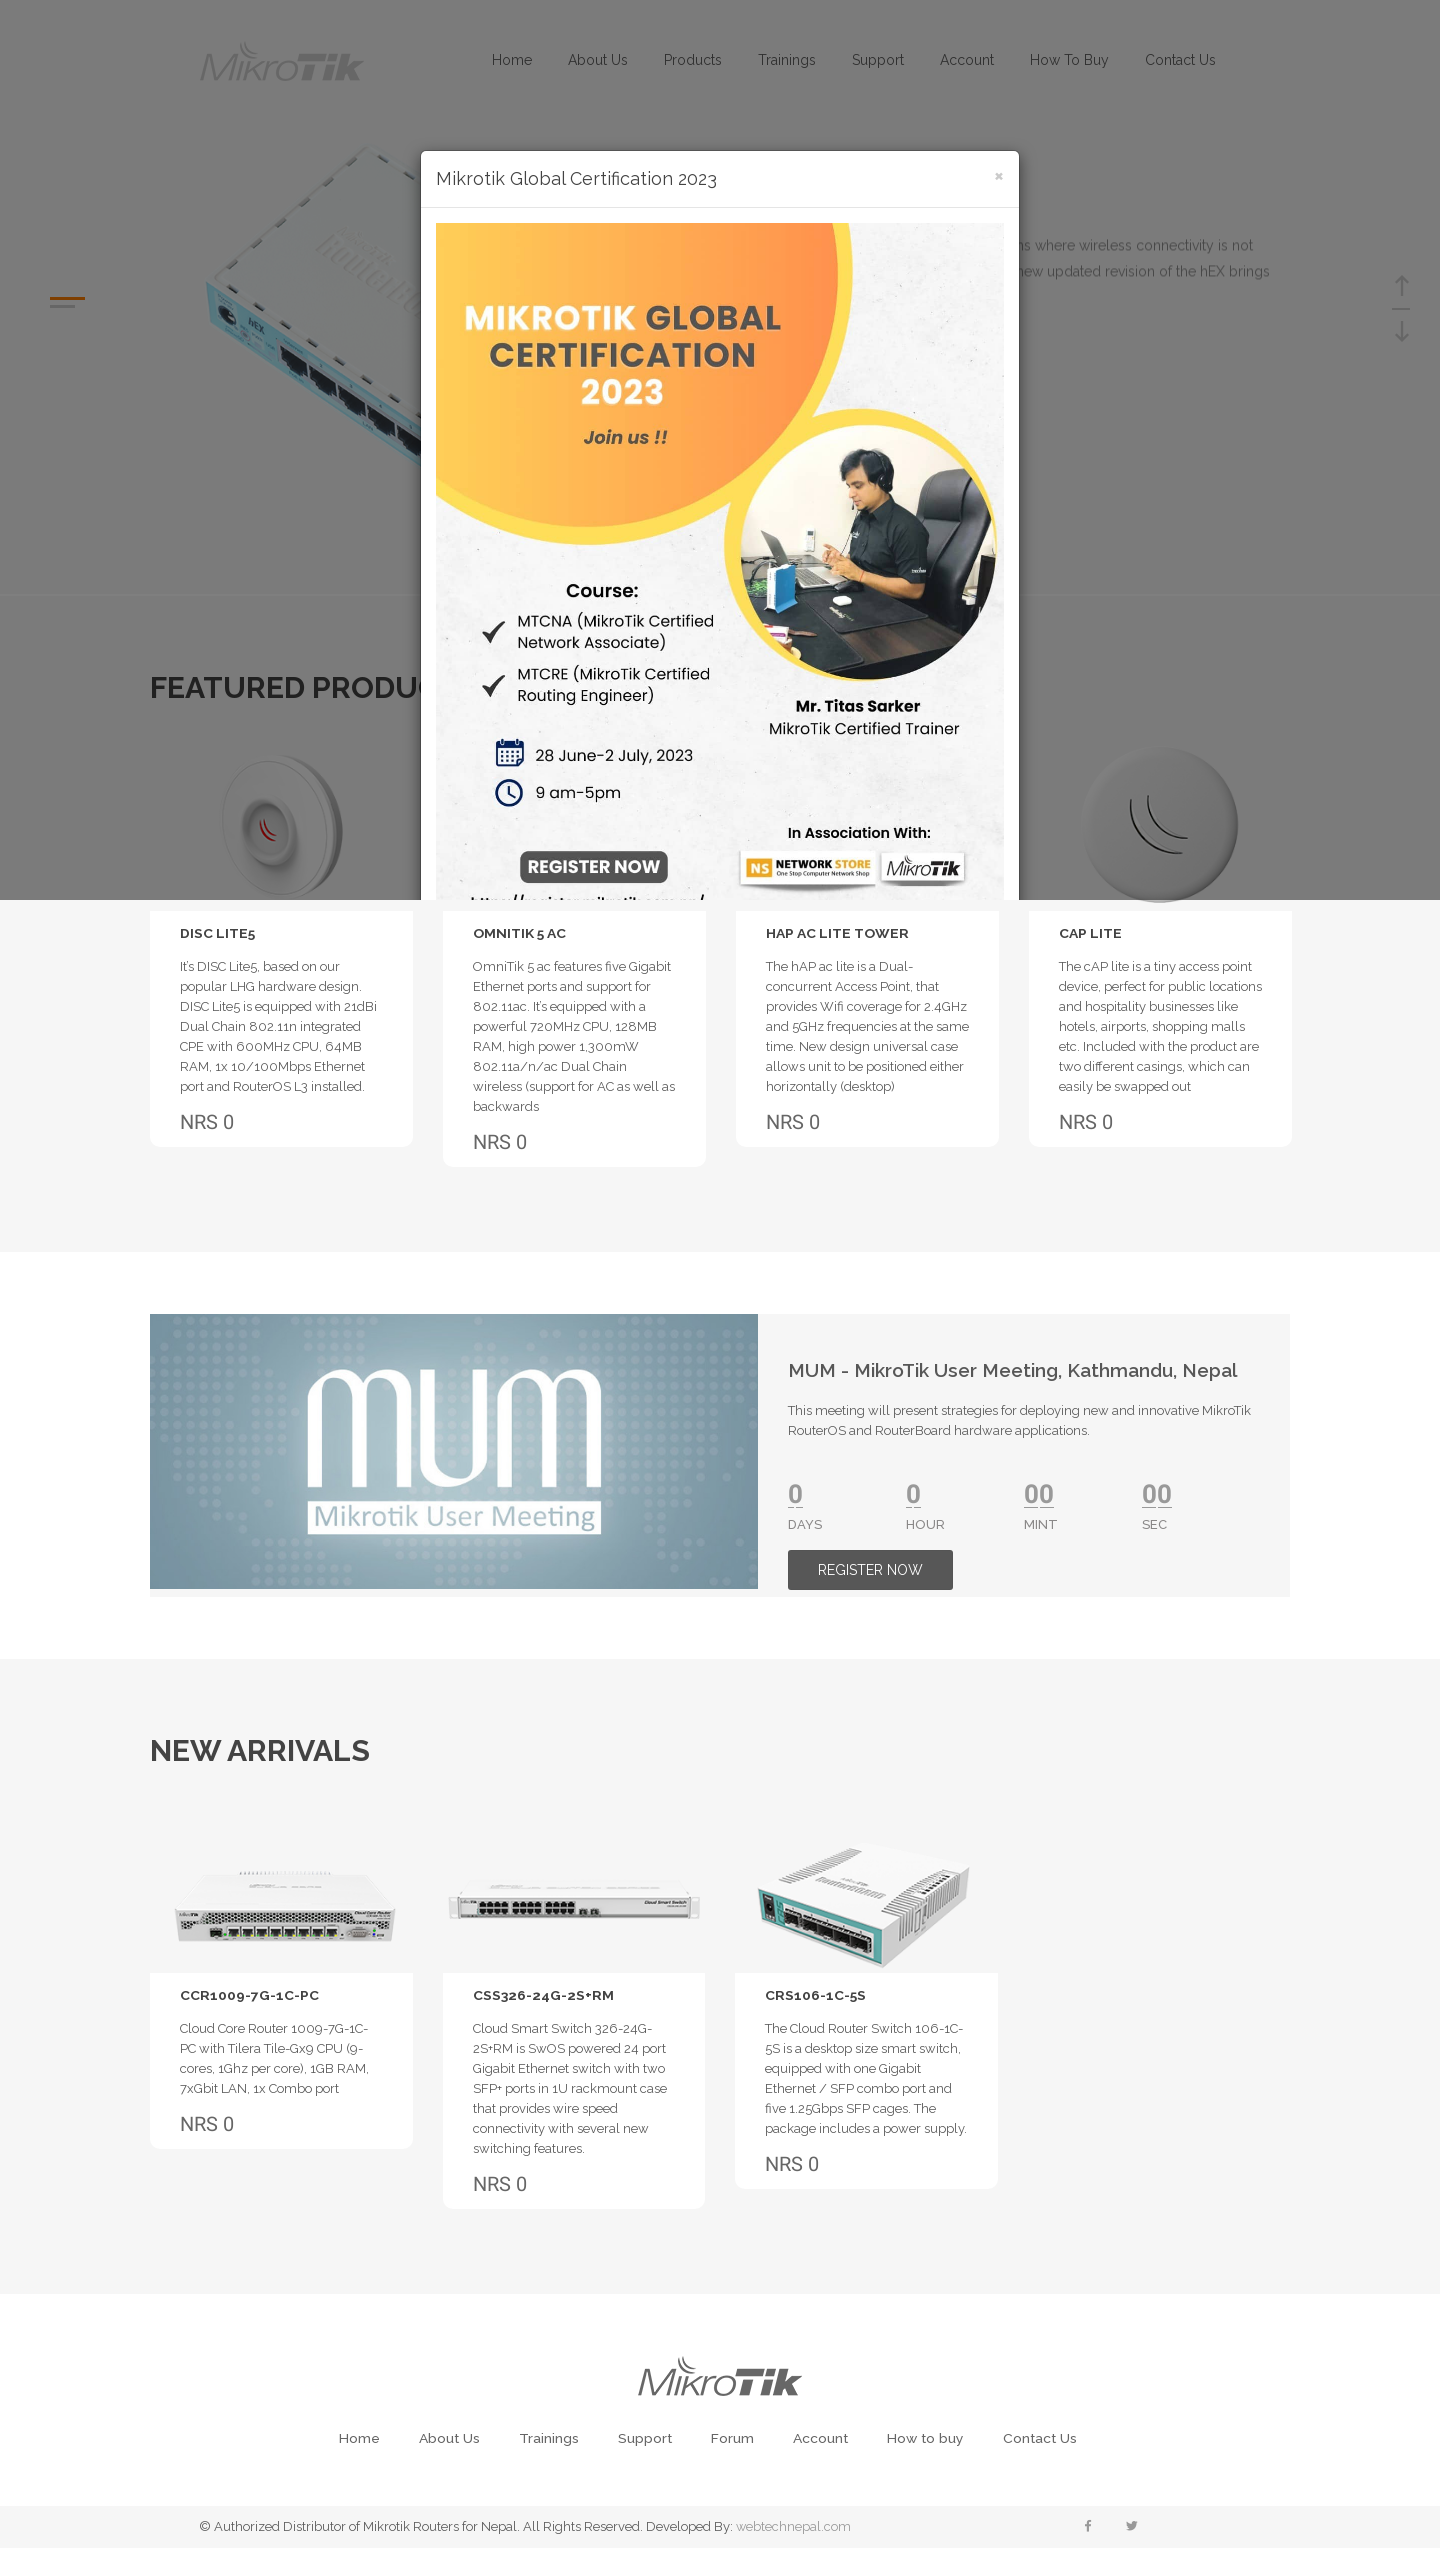 MikroTik
Home
About Us
Products
Trainings
Support
Account
How To Buy
Contact Us
Mikrotik Global Certification 2023
×
where wireless connectivity is not
new updated revision of the hEX brings
hEX
MIKROTIK GLOBAL
CERTIFICATION
2023
Join us !!
Course:
MTCNA (MikroTik Certified
Network Associate)
MTCRE (MikroTik Certified
Routing Engineer)
Mr. Titas Sarker
MikroTik Certified Trainer
28 June-2 July, 2023
9 am-5pm
In Association With:
REGISTER NOW
NS NETWORK STORE
One Stop Computer Network Shop
MikroTik
FEATURED
DISC LITE5
It's DISC Lite5, based on our
popular LHG hardware design.
DISC Lite5 is equipped with 21dBi
Dual Chain 802.11n integrated
CPE with 600MHz CPU, 64MB
RAM, 1x 10/100Mbps Ethernet
port and RouterOS L3 installed.
NRS 0
OMNITIK 5 AC
OmniTik 5 ac features five Gigabit
Ethernet ports and support for
802.11ac. It's equipped with a
powerful 720MHz CPU, 128MB
RAM, high power 1,300mW
802.11a/n/ac Dual Chain
wireless (support for AC as well as
backwards
NRS 0
HAP AC LITE TOWER
The hAP ac lite is a Dual-
concurrent Access Point, that
provides Wifi coverage for 2.4GHz
and 5GHz frequencies at the same
time. New design universal case
allows unit to be positioned either
horizontally (desktop)
NRS 0
CAP LITE
The cAP lite is a tiny access point
device, perfect for public locations
and hospitality businesses like
hotels, airports, shopping malls
etc. Included with the product are
two different casings, which can
easily be swapped out
NRS 0
mum
Mikrotik User Meeting
MUM - MikroTik User Meeting, Kathmandu, Nepal
This meeting will present strategies for deploying new and innovative MikroTik
RouterOS and RouterBoard hardware applications.
0
DAYS
0
HOUR
00
MINT
00
SEC
REGISTER NOW
NEW ARRIVALS
Cloud Core Router
Cloud Smart Switch
MikroTik
CCR1009-7G-1C-PC
Cloud Core Router 1009-7G-1C-
PC with Tilera Tile-Gx9 CPU (9-
cores, 1Ghz per core), 1GB RAM,
7xGbit LAN, 1x Combo port
NRS 0
CSS326-24G-2S+RM
Cloud Smart Switch 326-24G-
2S+RM is SwOS powered 24 port
Gigabit Ethernet switch with two
SFP+ ports in 1U rackmount case
that provides wire speed
connectivity with several new
switching features.
NRS 0
CRS106-1C-5S
The Cloud Router Switch 106-1C-
5S is a desktop size smart switch,
equipped with one Gigabit
Ethernet / SFP combo port and
five 1.25Gbps SFP cages. The
package includes a power supply.
NRS 0
MikroTik
Home
About Us
Trainings
Support
Forum
Account
How to buy
Contact Us
© Authorized Distributor of Mikrotik Routers for Nepal. All Rights Reserved. Developed By: webtechnepal.com